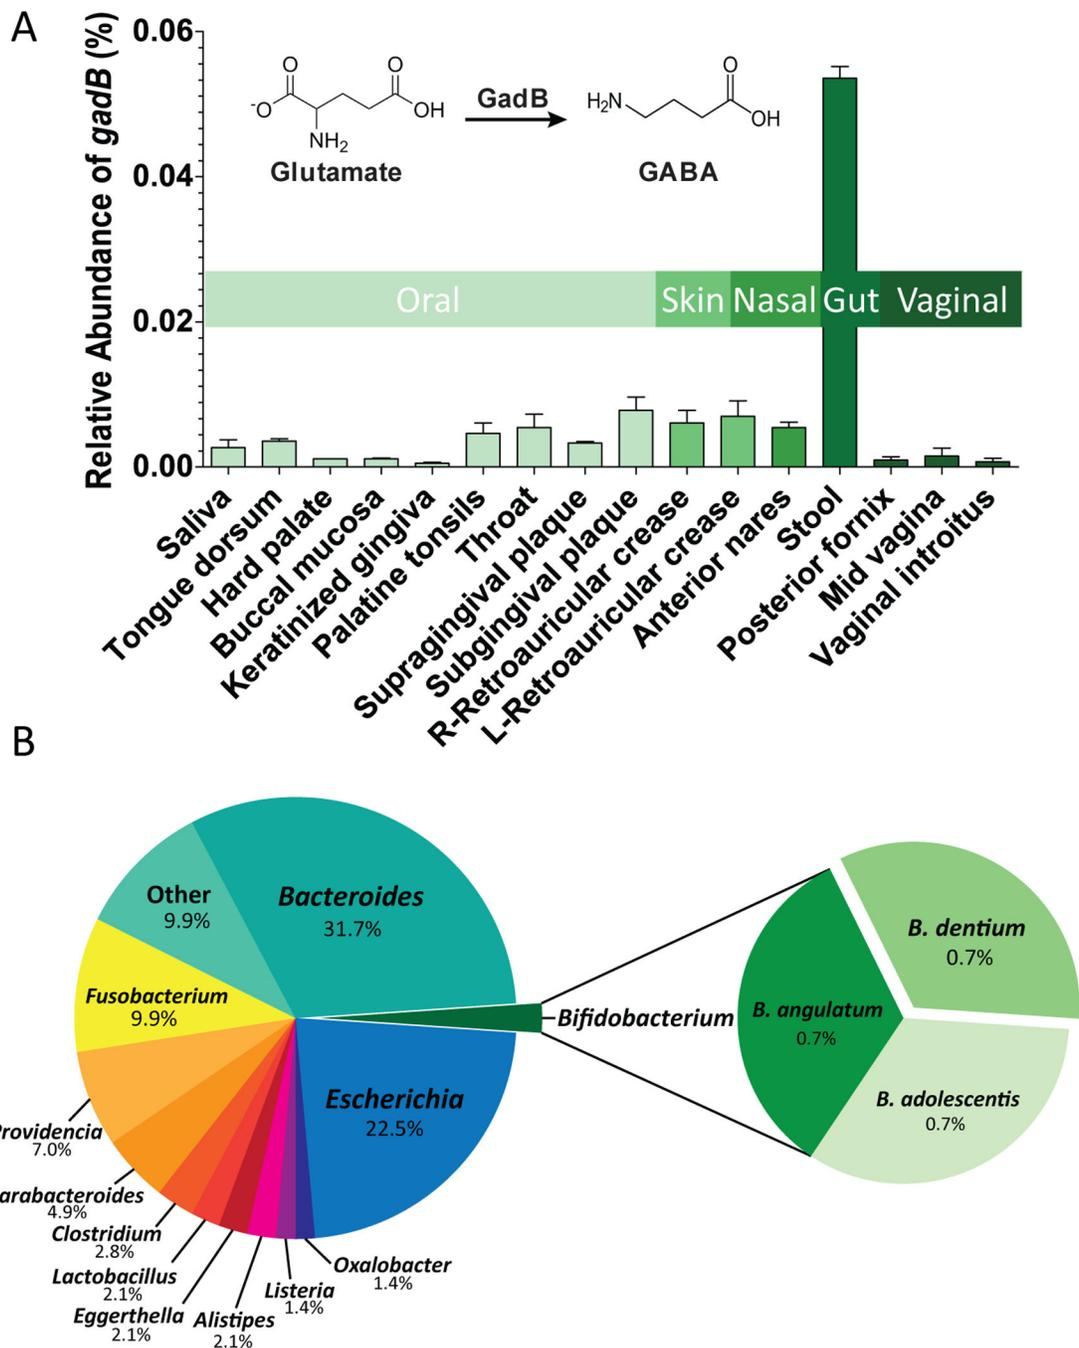 A
Relative Abundance of gadB (%)
0.06
0.04
0.02
0.00
O
-O
NH2
O
OH
Glutamate
GadB
H2N
O
OH
GABA
Oral
Skin
Nasal
Gut
Vaginal
Saliva
Tongue dorsum
Hard palate
Buccal mucosa
Keratinized gingiva
Palatine tonsils
Throat
Supragingival plaque
Subgingival plaque
R-Retroauricular crease
L-Retroauricular crease
Anterior nares
Stool
Posterior fornix
Mid vagina
Vaginal introitus
B
Bacteroides
31.7%
Other
9.9%
Fusobacterium
9.9%
Providencia
7.0%
arabacteroides
4.9%
Clostridium
2.8%
Lactobacillus
2.1%
Eggerthella
2.1%
Alistipes
2.1%
Listeria
1.4%
Oxalobacter
1.4%
Escherichia
22.5%
Bifidobacterium
B. dentium
0.7%
B. angulatum
0.7%
B. adolescentis
0.7%